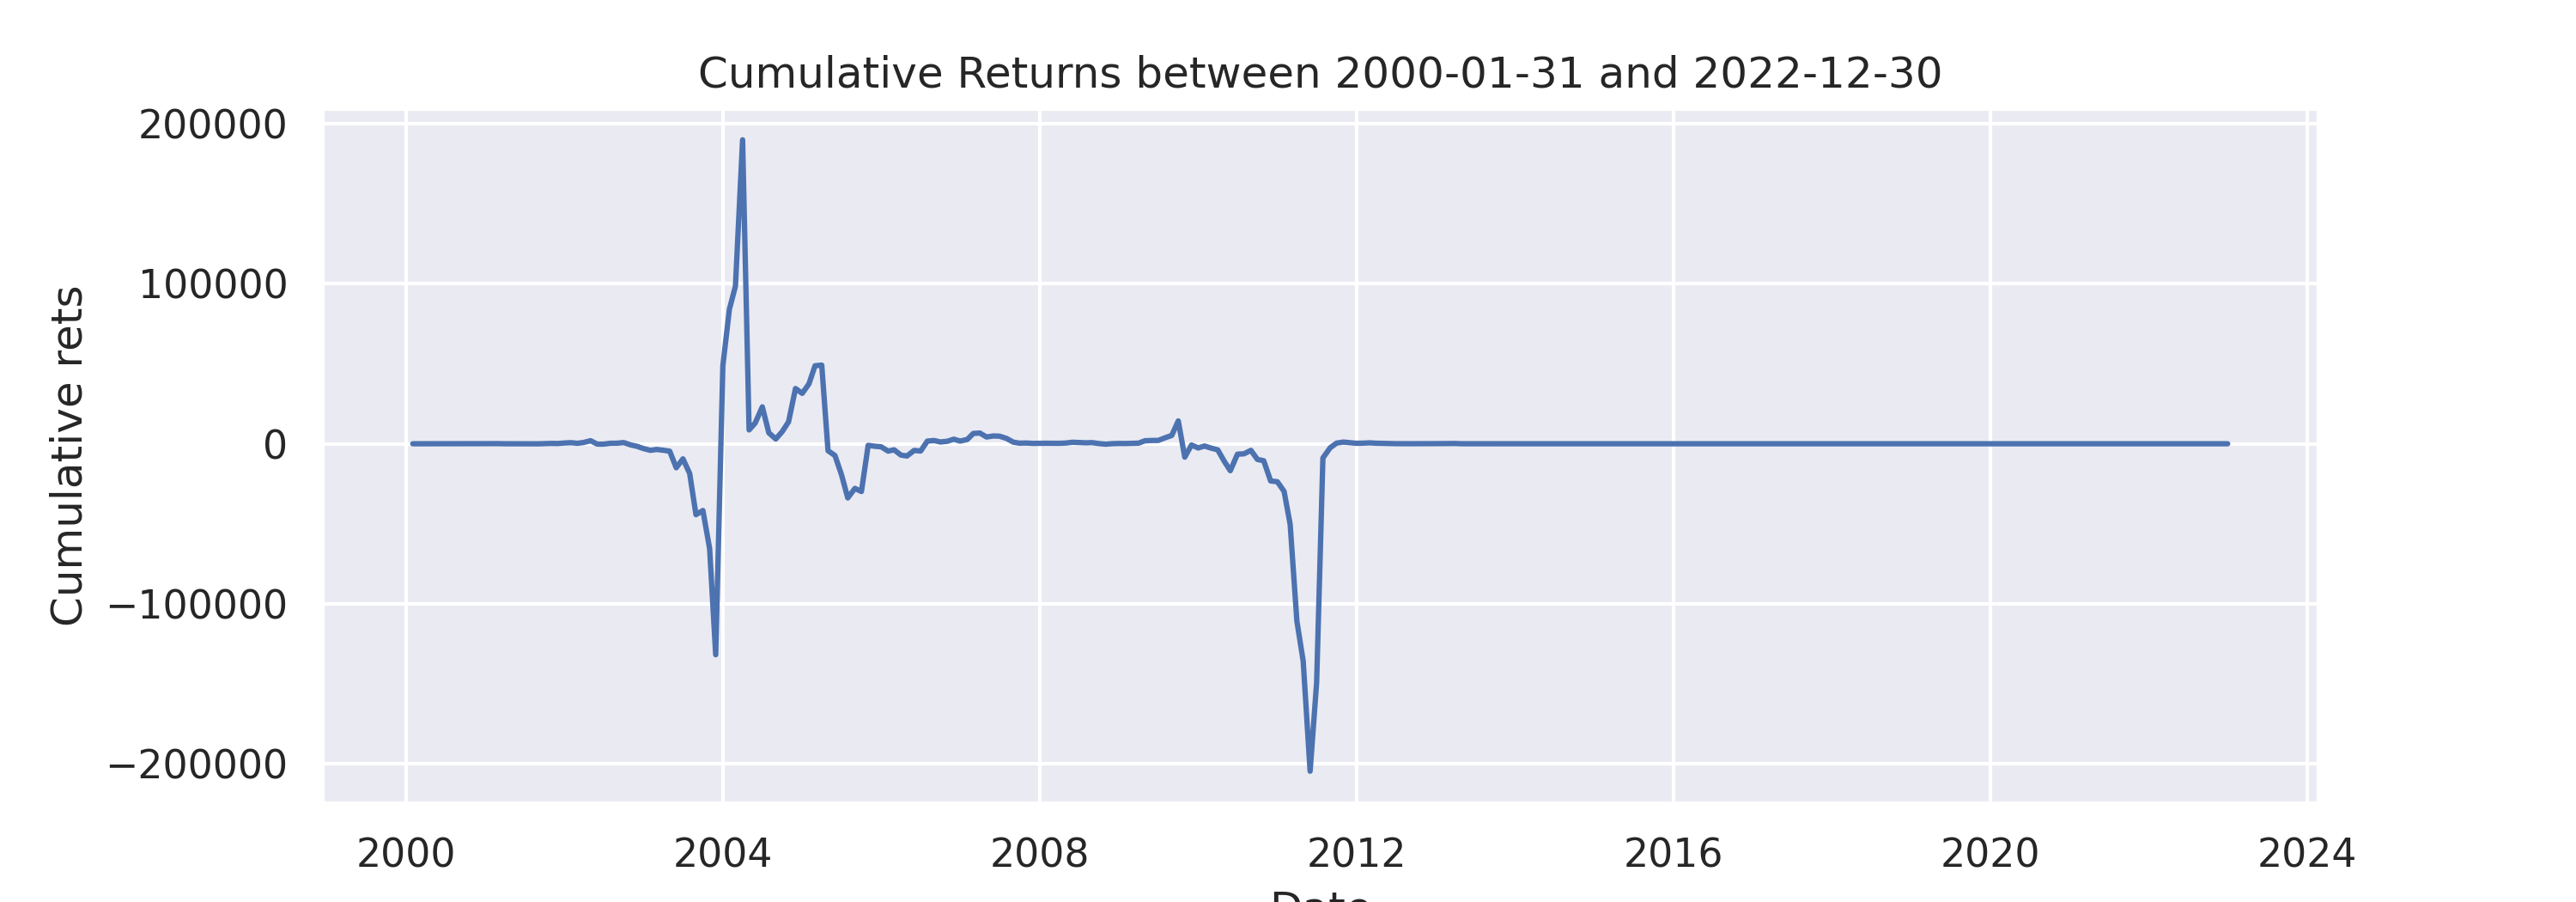 Cumulative Returns between 2000-01-31 and 2022-12-30
Cumulative rets
200000
100000
0
−100000
−200000
2000 2004 2008 2012 2016 2020 2024
Date